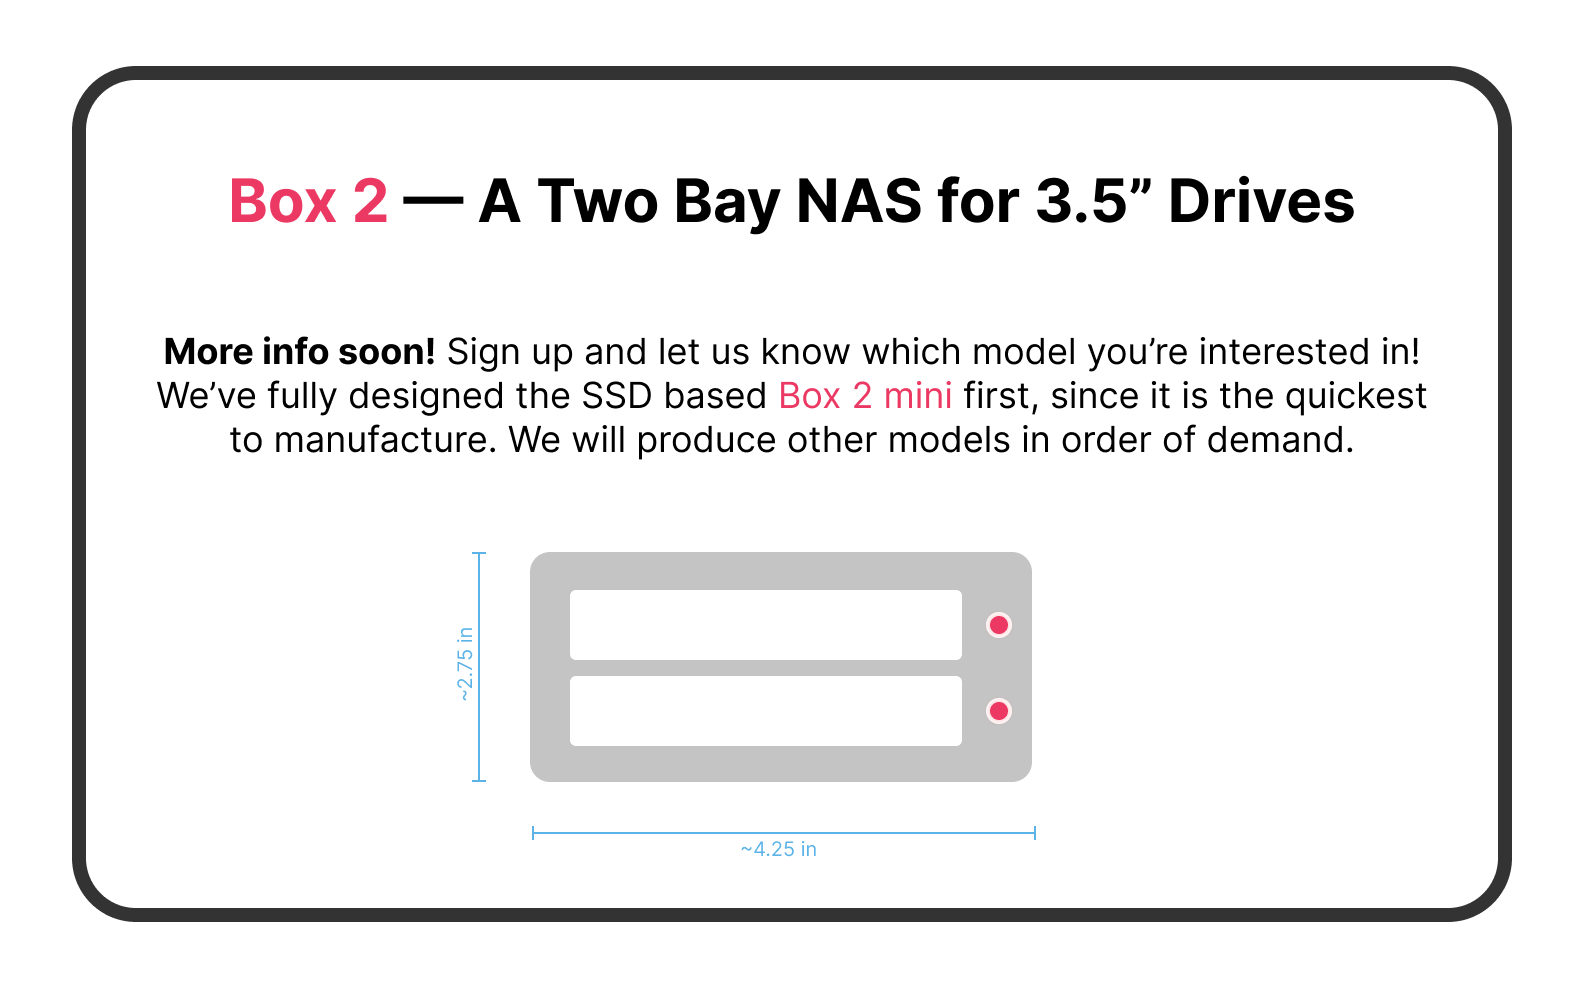 Box 2 — A Two Bay NAS for 3.5” Drives
More info soon! Sign up and let us know which model you’re interested in!
We’ve fully designed the SSD based Box 2 mini first, since it is the quickest
to manufacture. We will produce other models in order of demand.
~2.75 in
~4.25 in